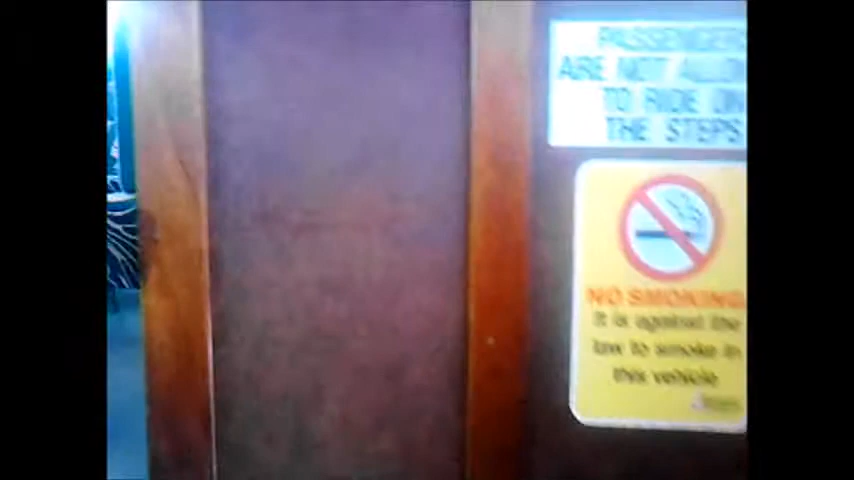 PASSENGERS
ARE NOT ALLOW
TO RIDE ON
THE STEPS
NO SMOKING
It is against the
law to smoke in
this vehicle